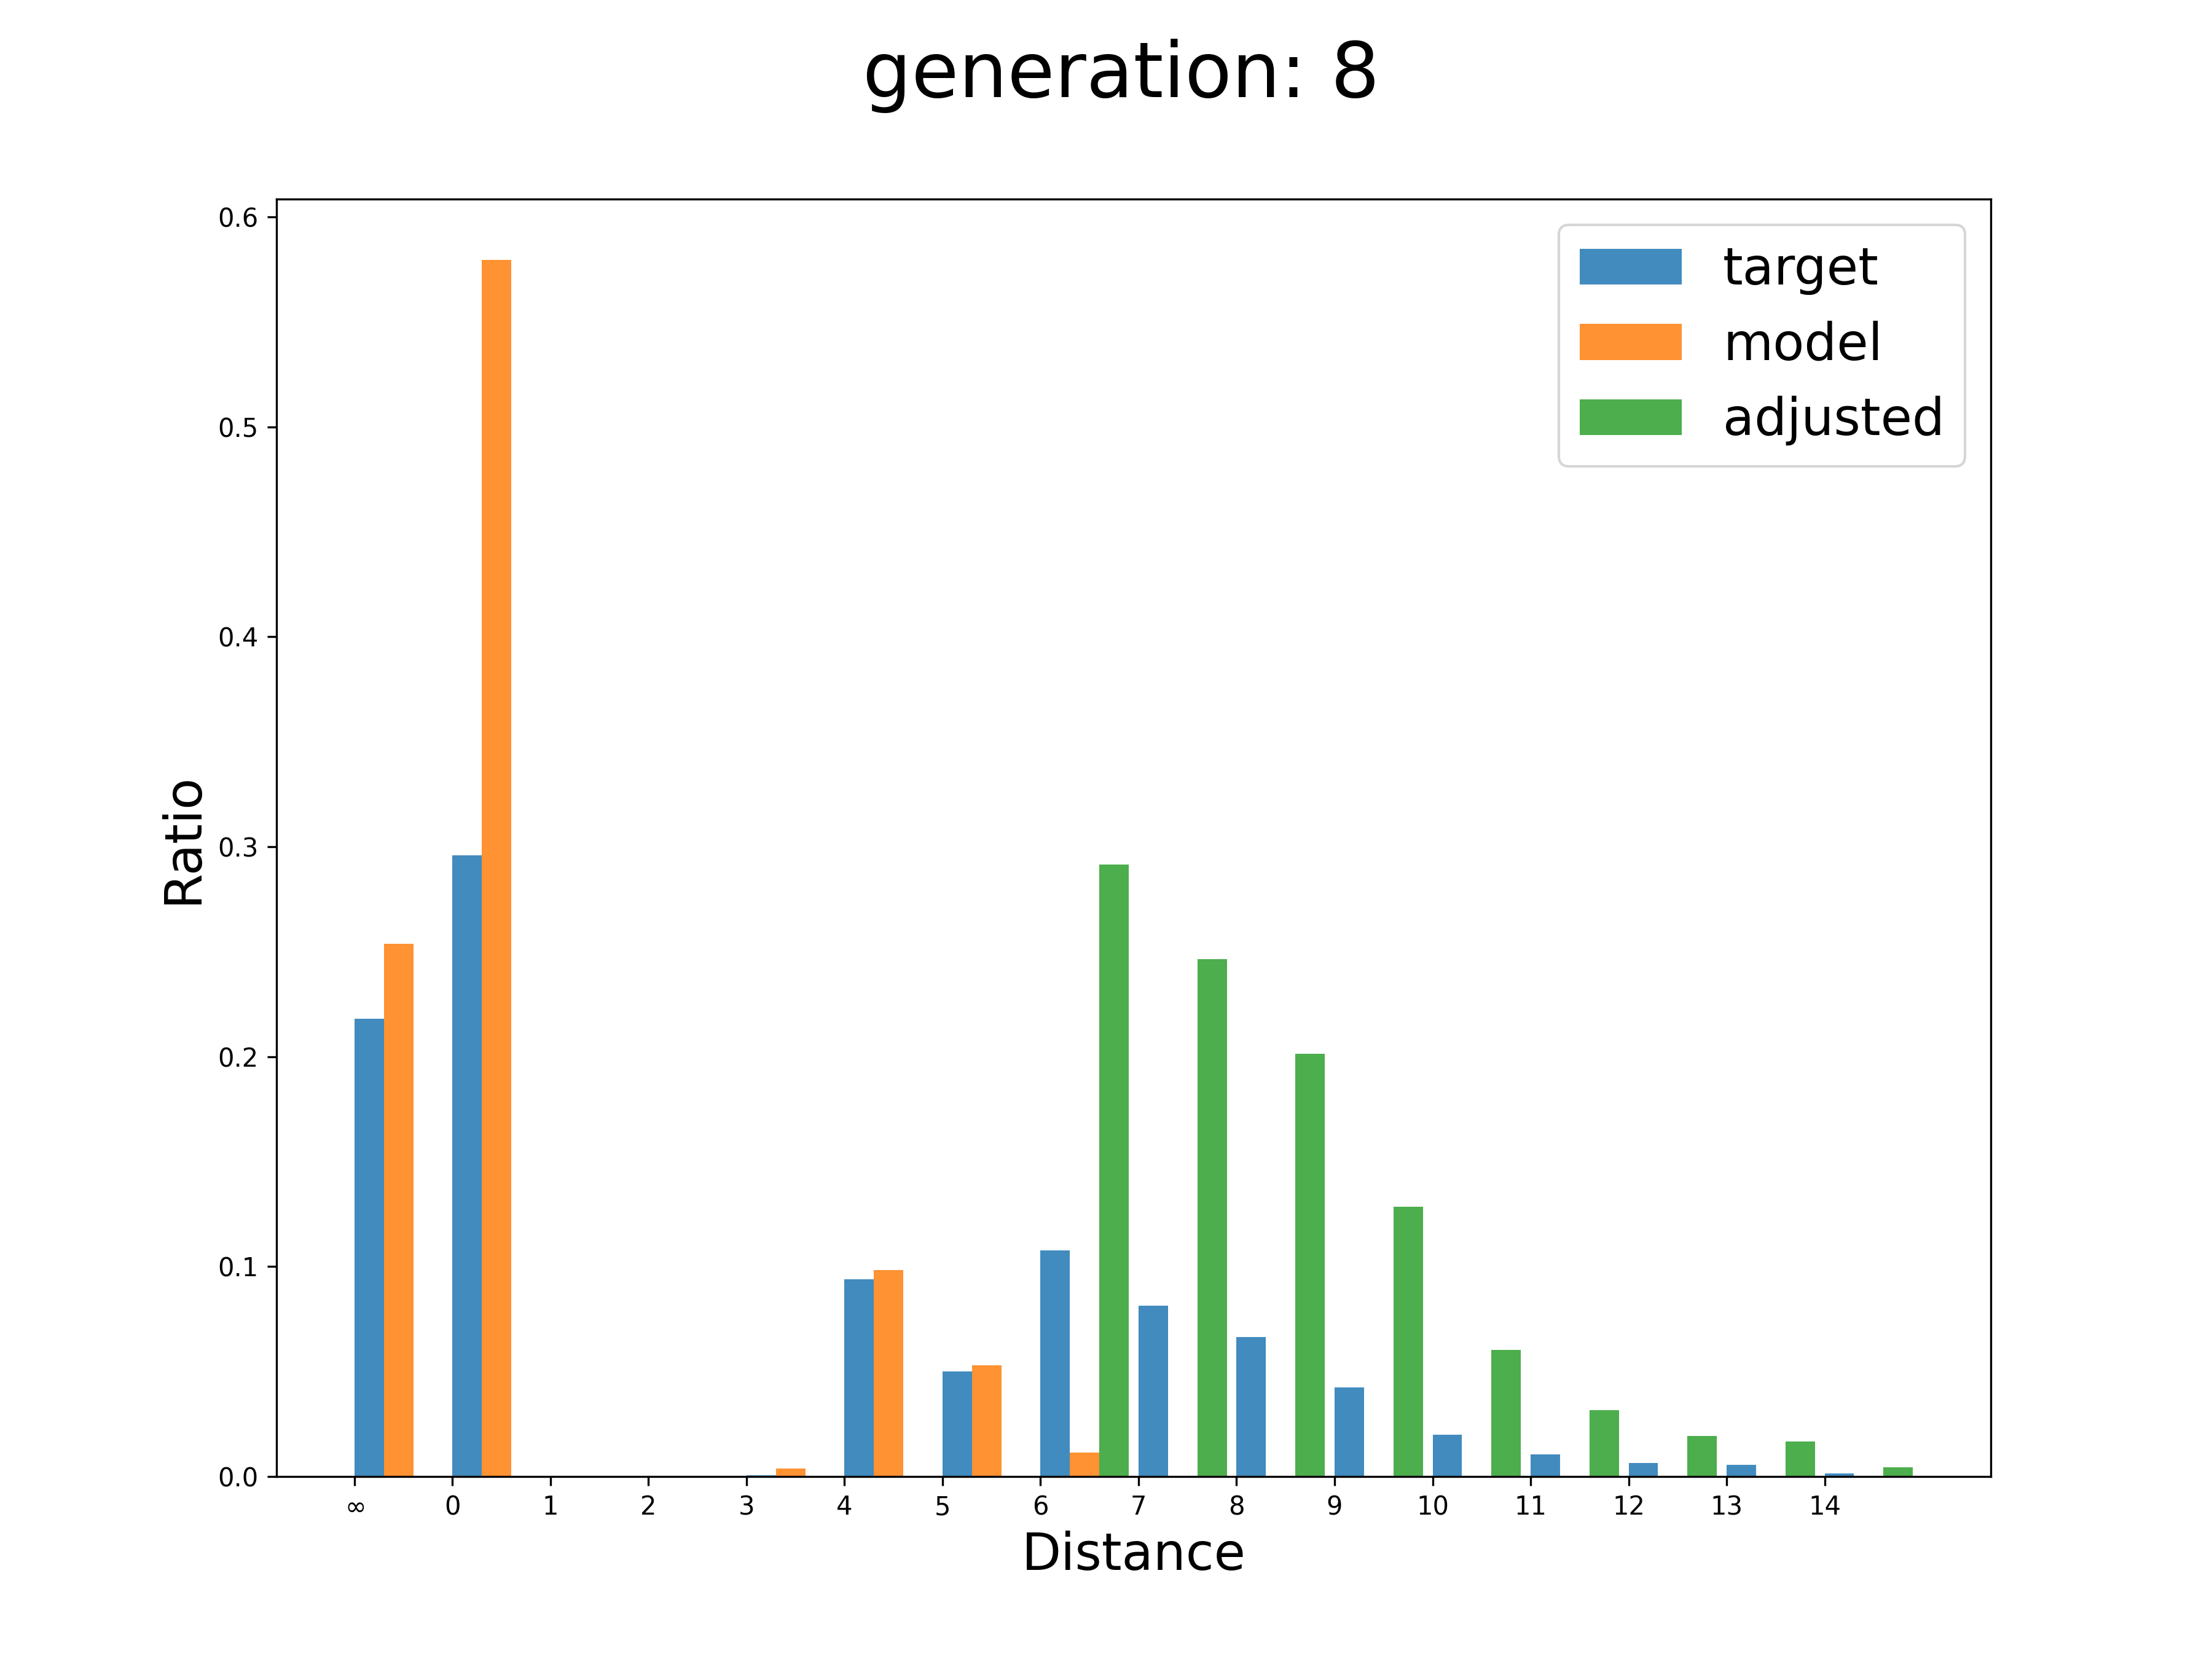 generation: 8
target
model
adjusted
Ratio
0.6
0.5
0.4
0.3
0.2
0.1
0.0
∞ 0 1 2 3 4 5 6 7 8 9 10 11 12 13 14
Distance